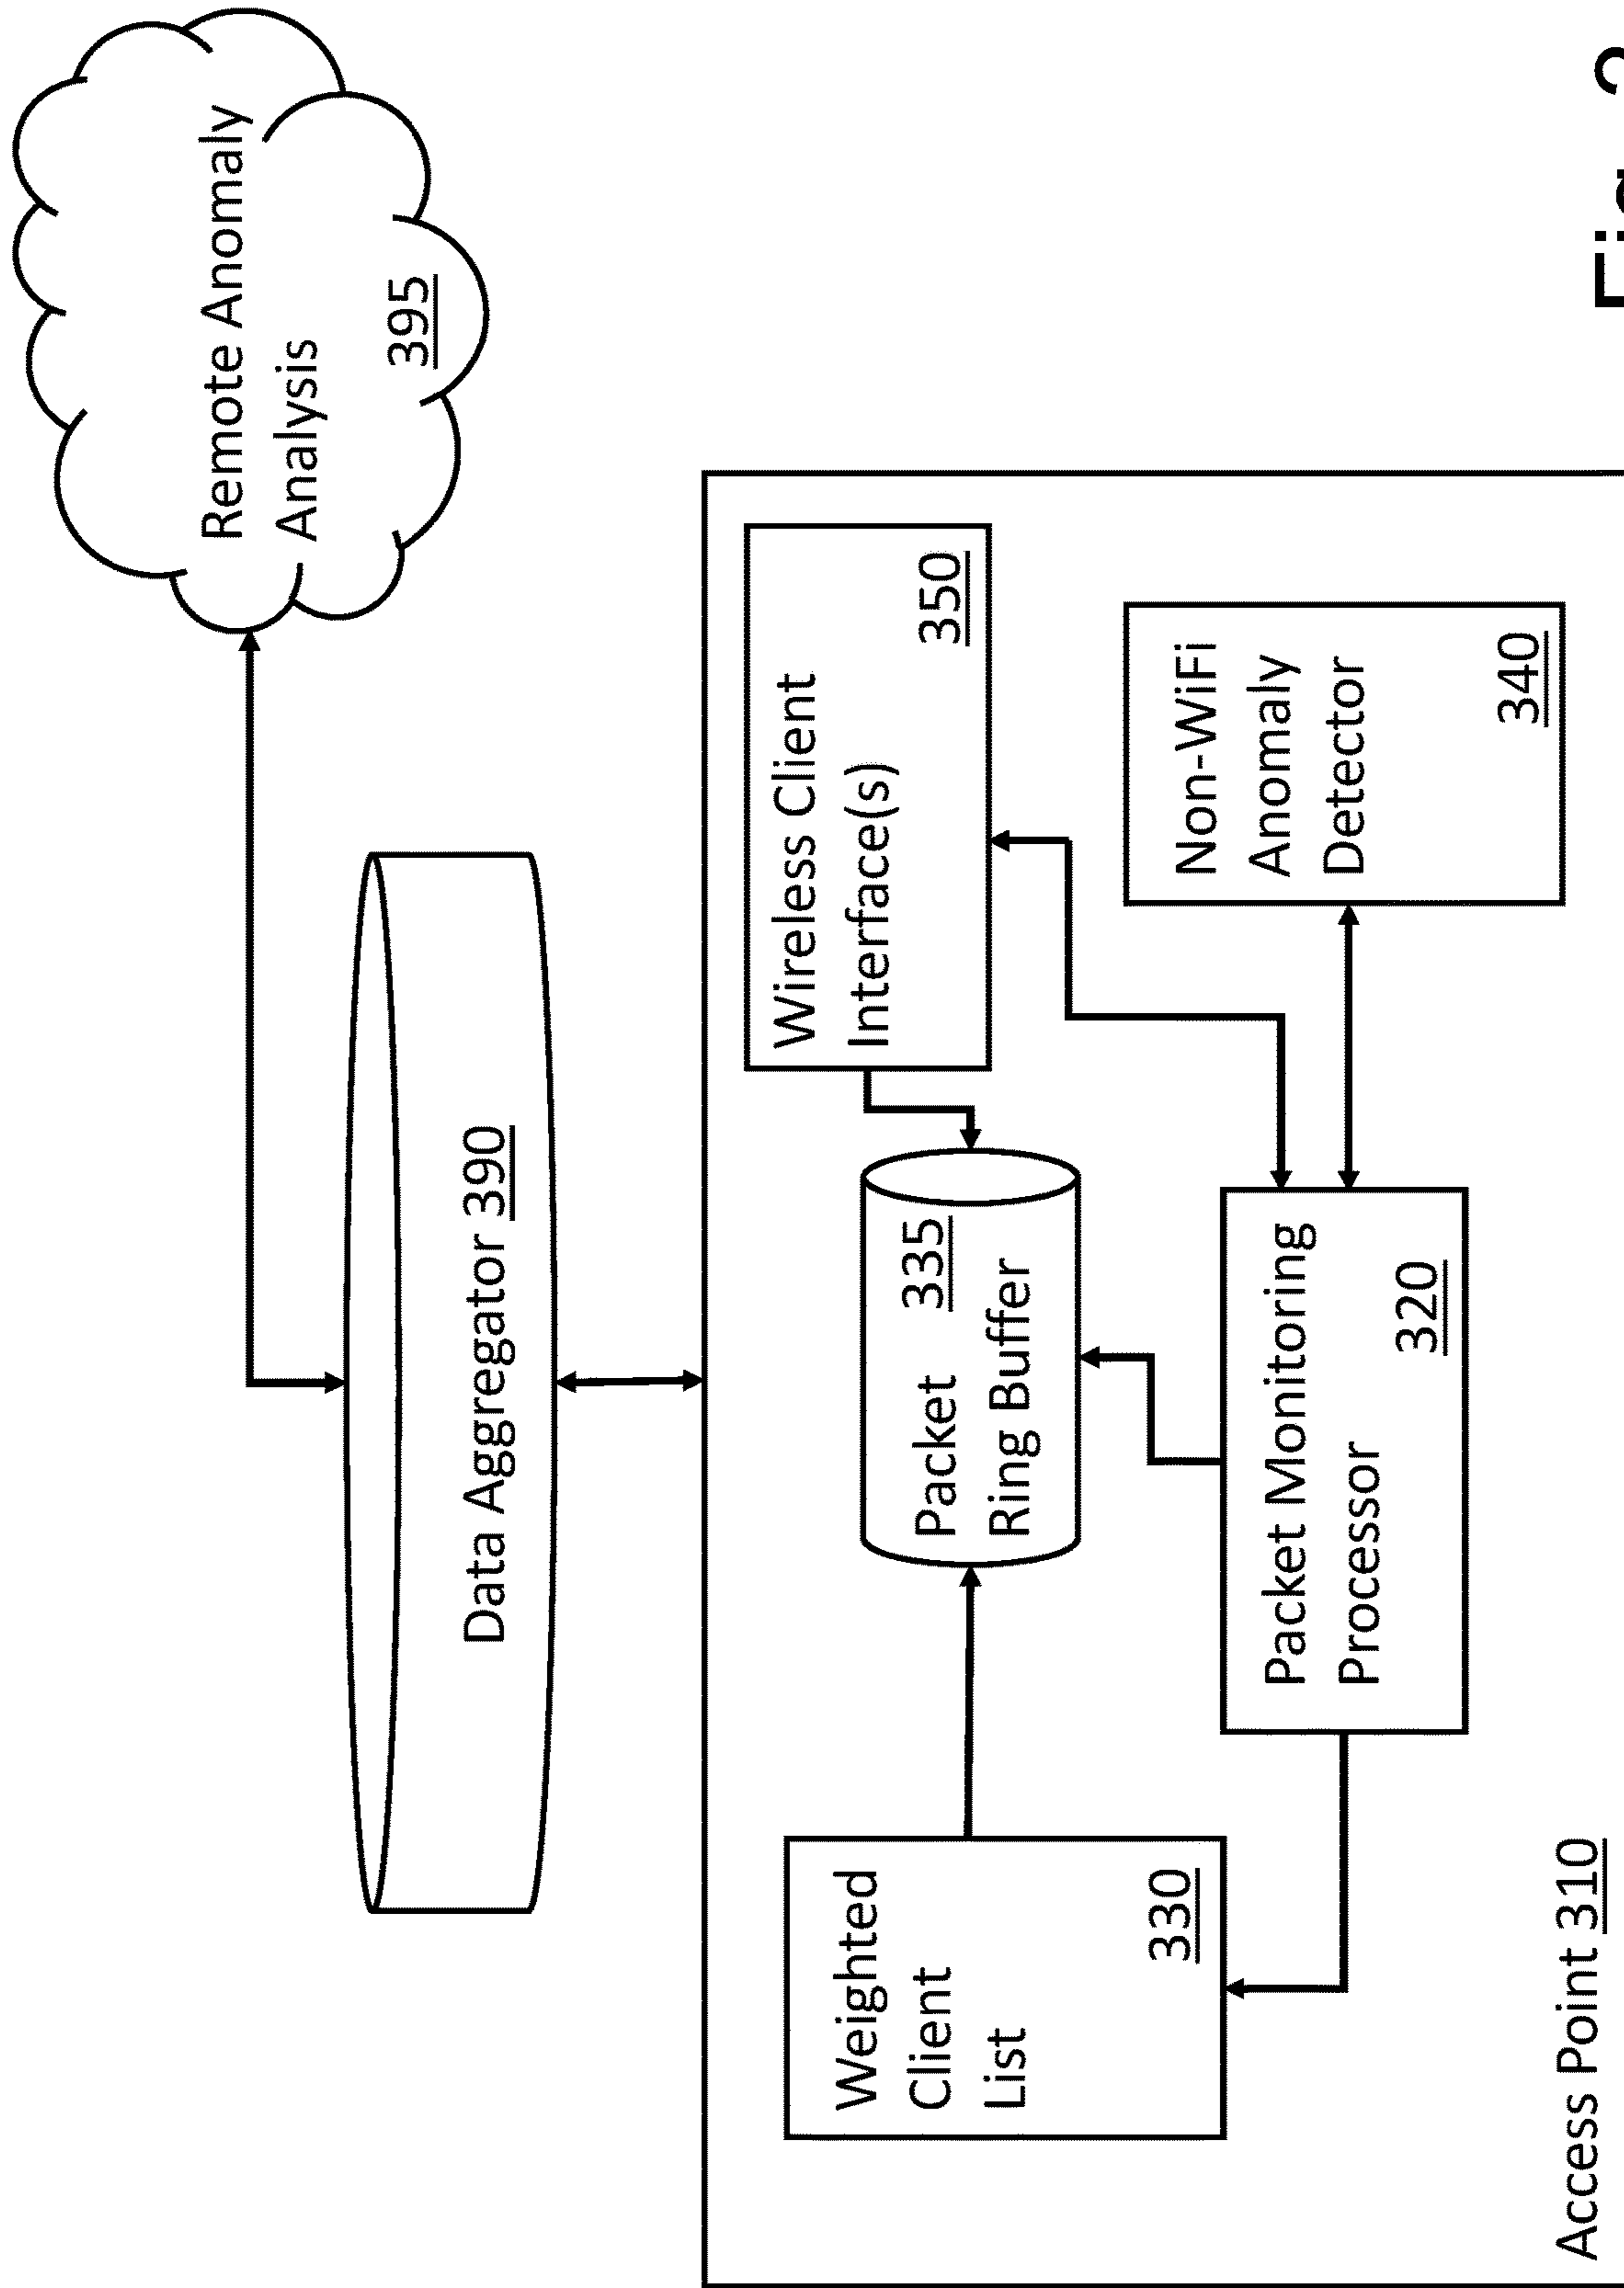 Remote Anomaly
Analysis
395
Data Aggregator 390
Wireless Client
Interface(s)
350
Weighted
Client
List
330
Packet 335
Ring Buffer
Packet Monitoring
Processor
320
Non-WiFi
Anomaly
Detector
340
Access Point 310